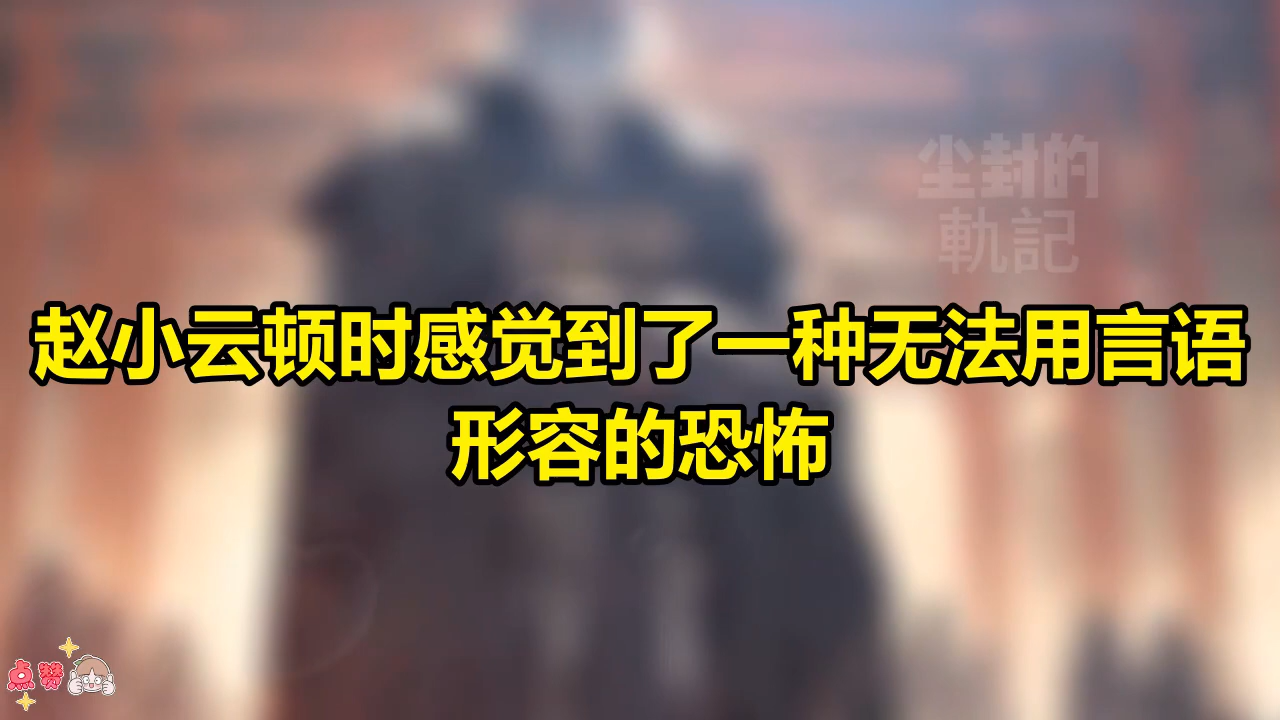 尘封的
軌記
赵小云顿时感觉到了一种无法用言语
形容的恐怖
点赞